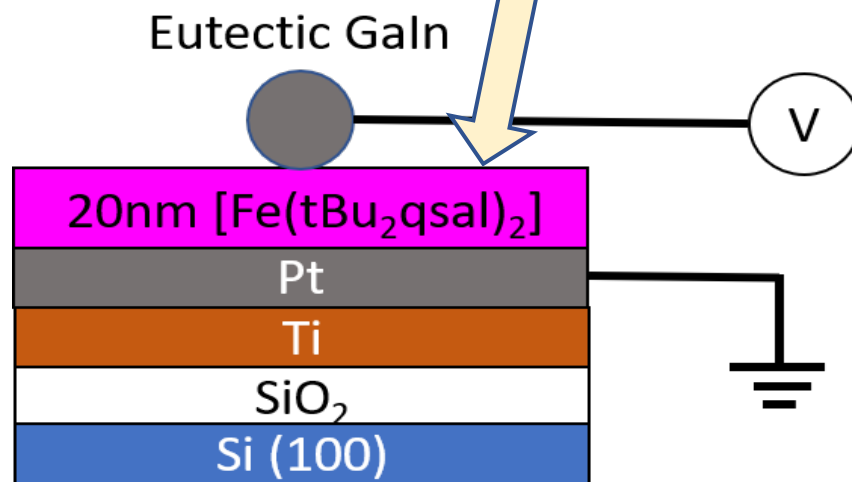 Eutectic GaIn
V
20nm [Fe(tBu₂qsal)₂]
Pt
Ti
SiO₂
Si (100)